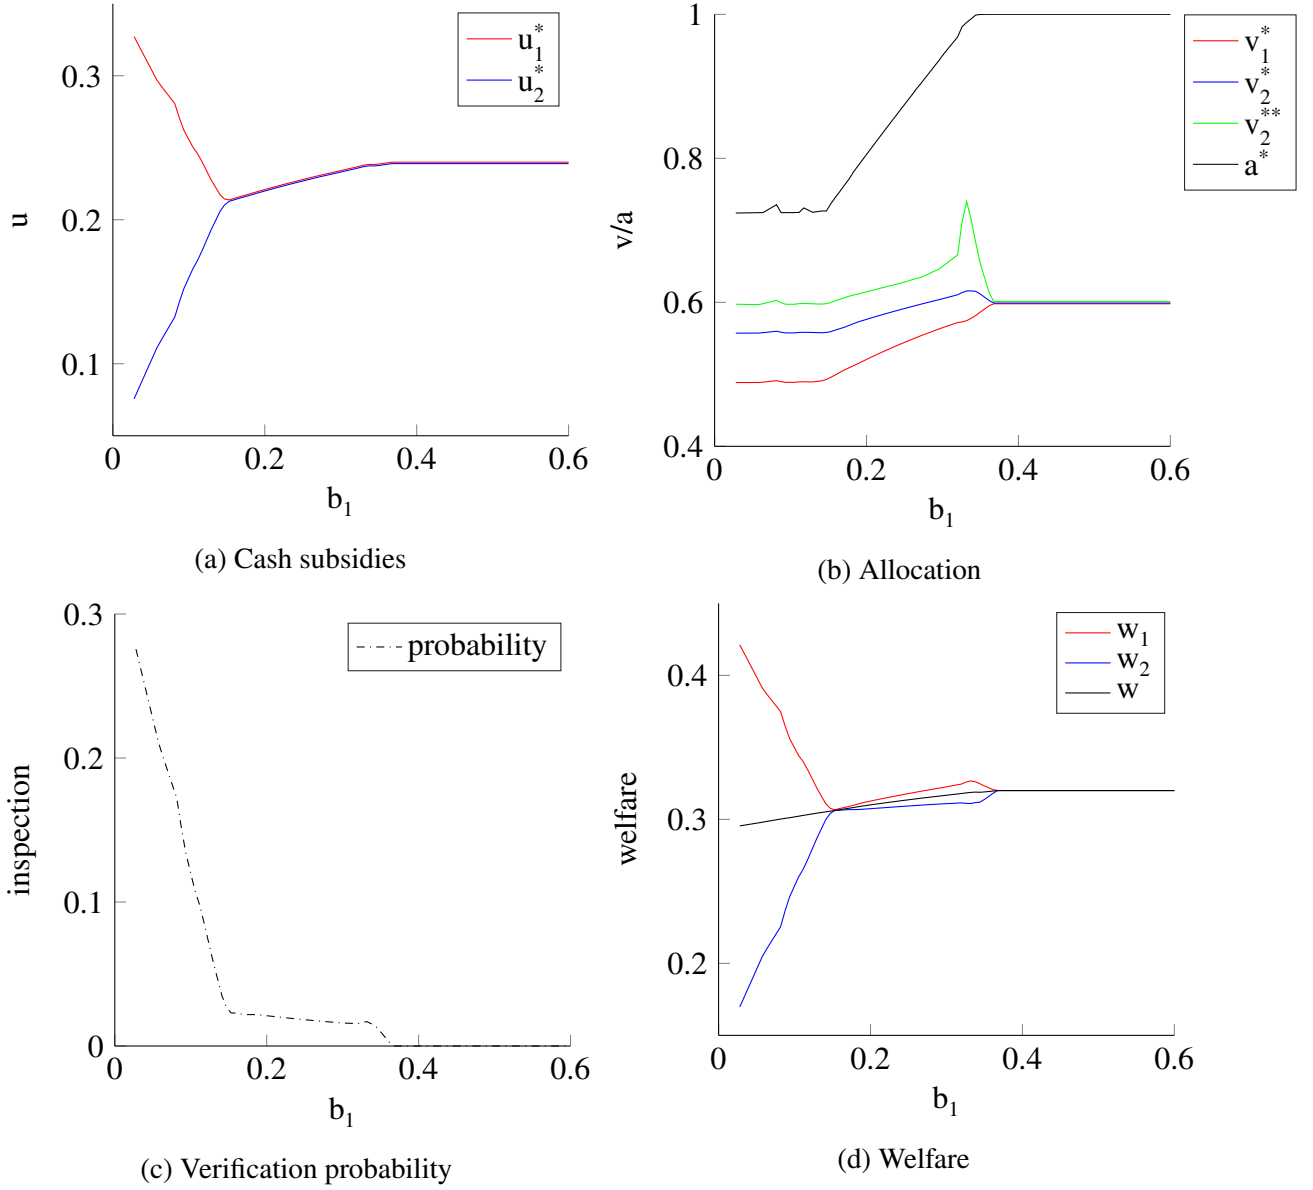 0.3
0.2
0.1
0
0.2
0.4
0.6
u
b1
u1*
u2*
(a) Cash subsidies
1
0.8
0.6
0.4
0
0.2
0.4
0.6
v/a
b1
v1*
v2*
v2**
a*
(b) Allocation
0.3
0.2
0.1
0
0
0.2
0.4
0.6
inspection
b1
probability
(c) Verification probability
0.4
0.3
0.2
0
0.2
0.4
0.6
welfare
b1
w1
w2
w
(d) Welfare